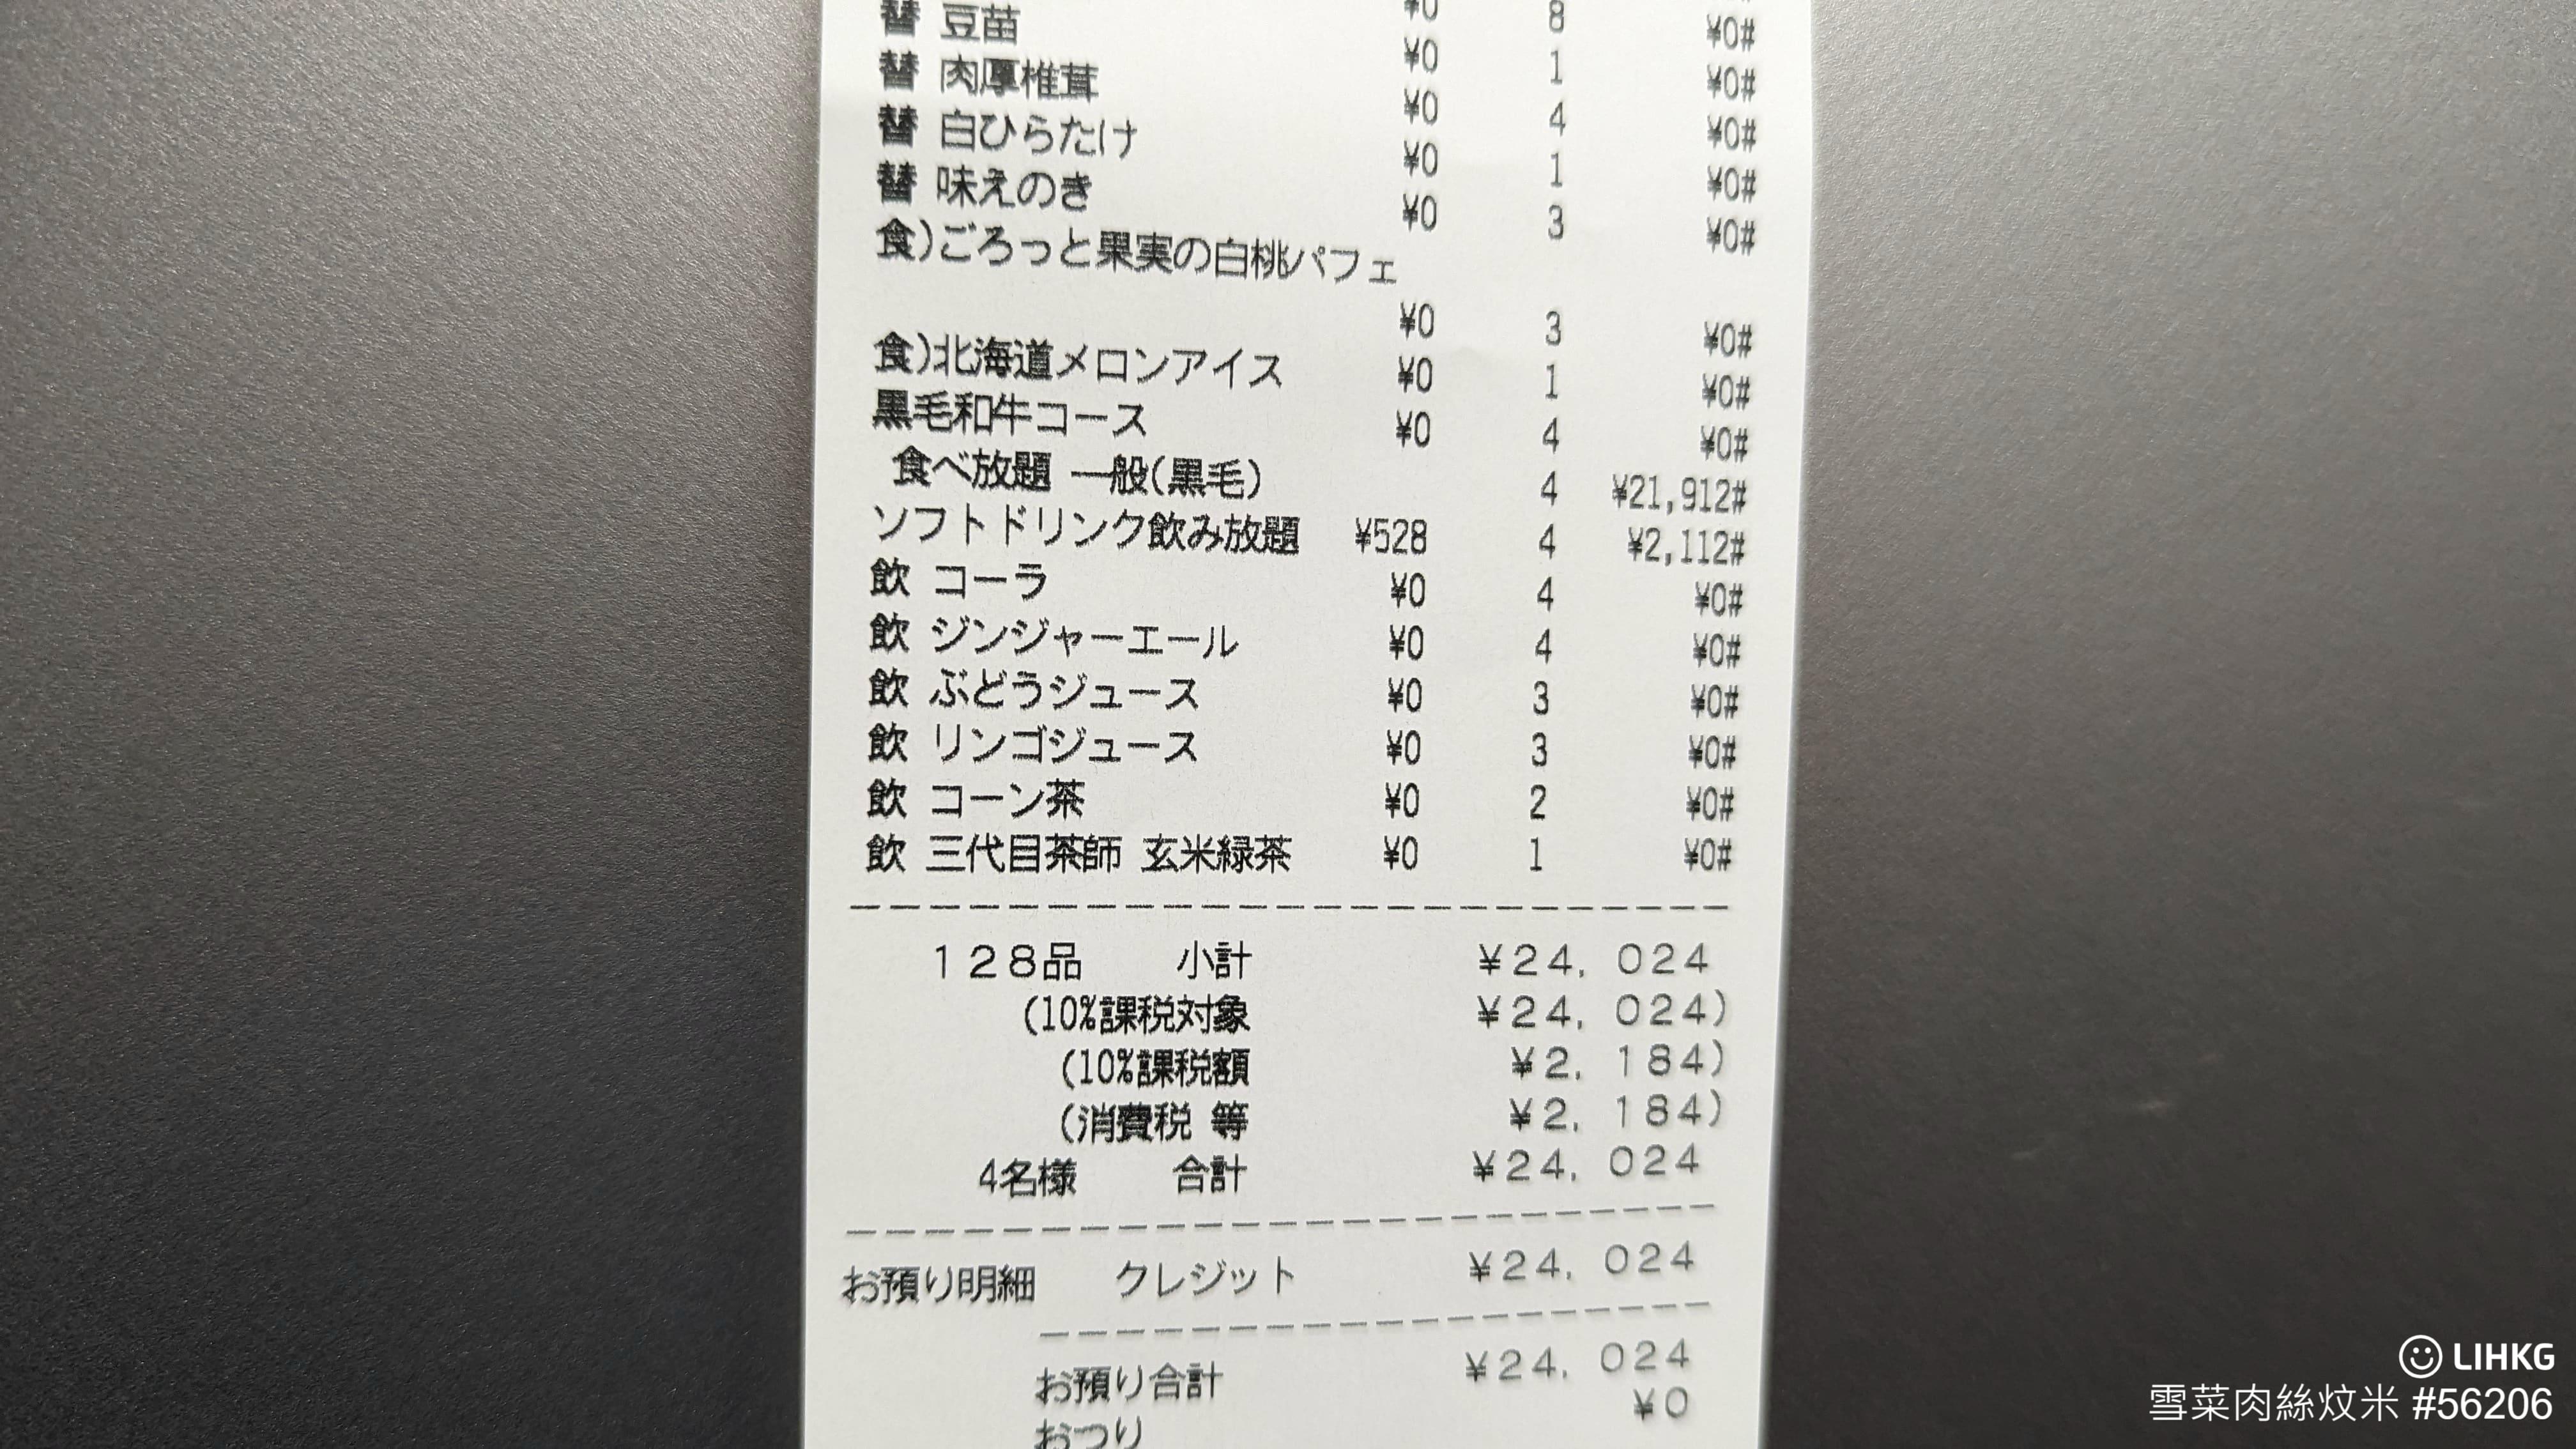 ¥0 8 ¥0#
替 豆苗 ¥0 1 ¥0#
替 肉厚椎茸 ¥0 4 ¥0#
替 白ひらたけ ¥0 1 ¥0#
替 味えのき ¥0 3 ¥0#
食)ごろっと果実の白桃パフェ
¥0 3 ¥0#
食)北海道メロンアイス ¥0 1 ¥0#
黒毛和牛コース ¥0 4 ¥0#
食べ放題 一般(黒毛) 4 ¥21,912#
ソフトドリンク飲み放題 ¥528 4 ¥2,112#
飲 コーラ ¥0 4 ¥0#
飲 ジンジャーエール ¥0 4 ¥0#
飲 ぶどうジュース ¥0 3 ¥0#
飲 リンゴジュース ¥0 3 ¥0#
飲 コーン茶 ¥0 2 ¥0#
飲 三代目茶師 玄米緑茶 ¥0 1 ¥0#
128品 小計 ¥24,024
(10%課税対象 ¥24,024)
(10%課税額 ¥2,184)
(消費税 等 ¥2,184)
4名様 合計 ¥24,024
お預り明細 クレジット ¥24,024
お預り合計 ¥24,024
おつり ¥0
LIHKG
雪菜肉絲炆米 #56206